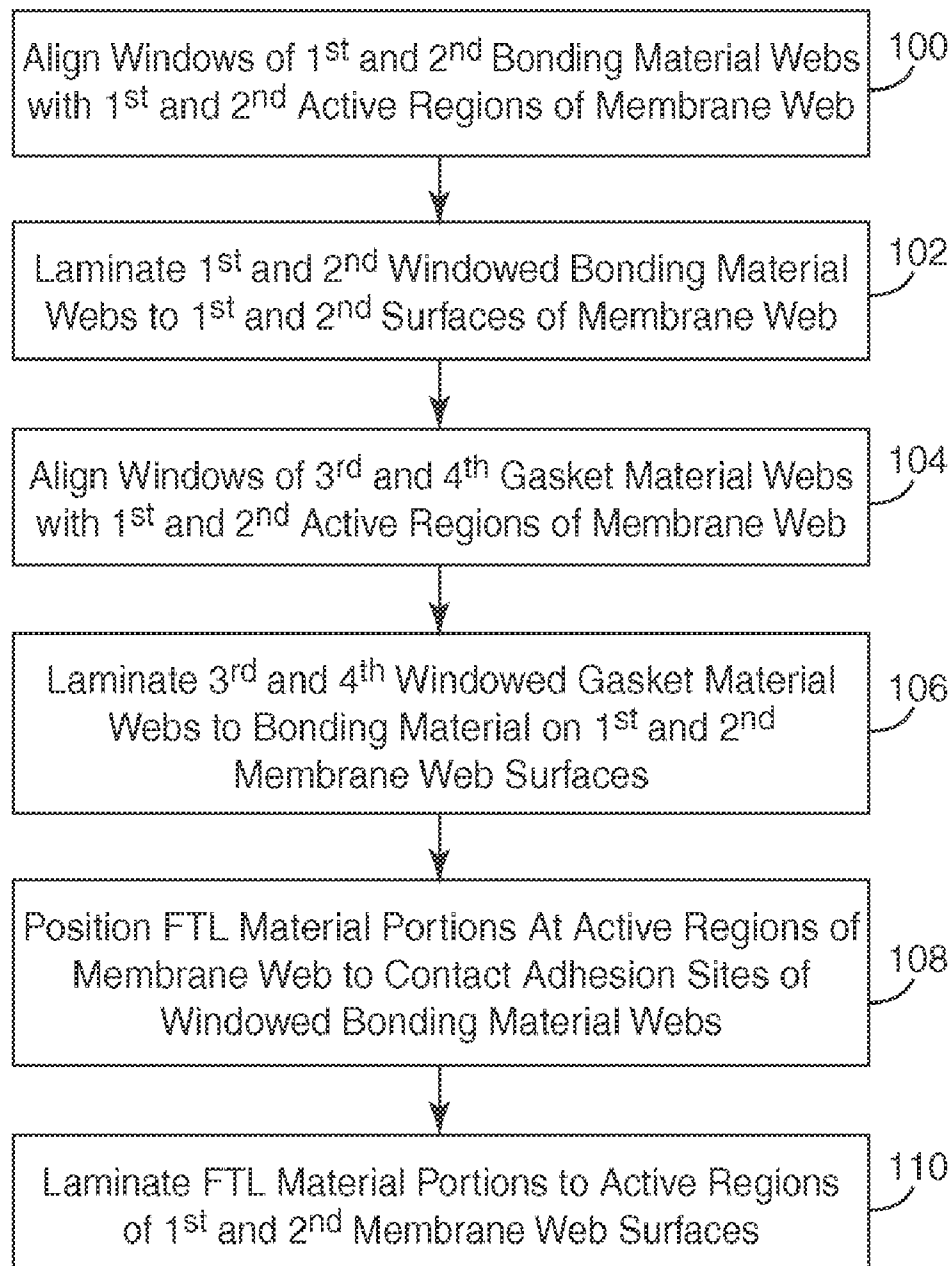 Align Windows of 1st and 2nd Bonding Material Webs
with 1st and 2nd Active Regions of Membrane Web
100
Laminate 1st and 2nd Windowed Bonding Material
Webs to 1st and 2nd Surfaces of Membrane Web
102
Align Windows of 3rd and 4th Gasket Material Webs
with 1st and 2nd Active Regions of Membrane Web
104
Laminate 3rd and 4th Windowed Gasket Material
Webs to Bonding Material on 1st and 2nd
Membrane Web Surfaces
106
Position FTL Material Portions At Active Regions of
Membrane Web to Contact Adhesion Sites of
Windowed Bonding Material Webs
108
Laminate FTL Material Portions to Active Regions
of 1st and 2nd Membrane Web Surfaces
110